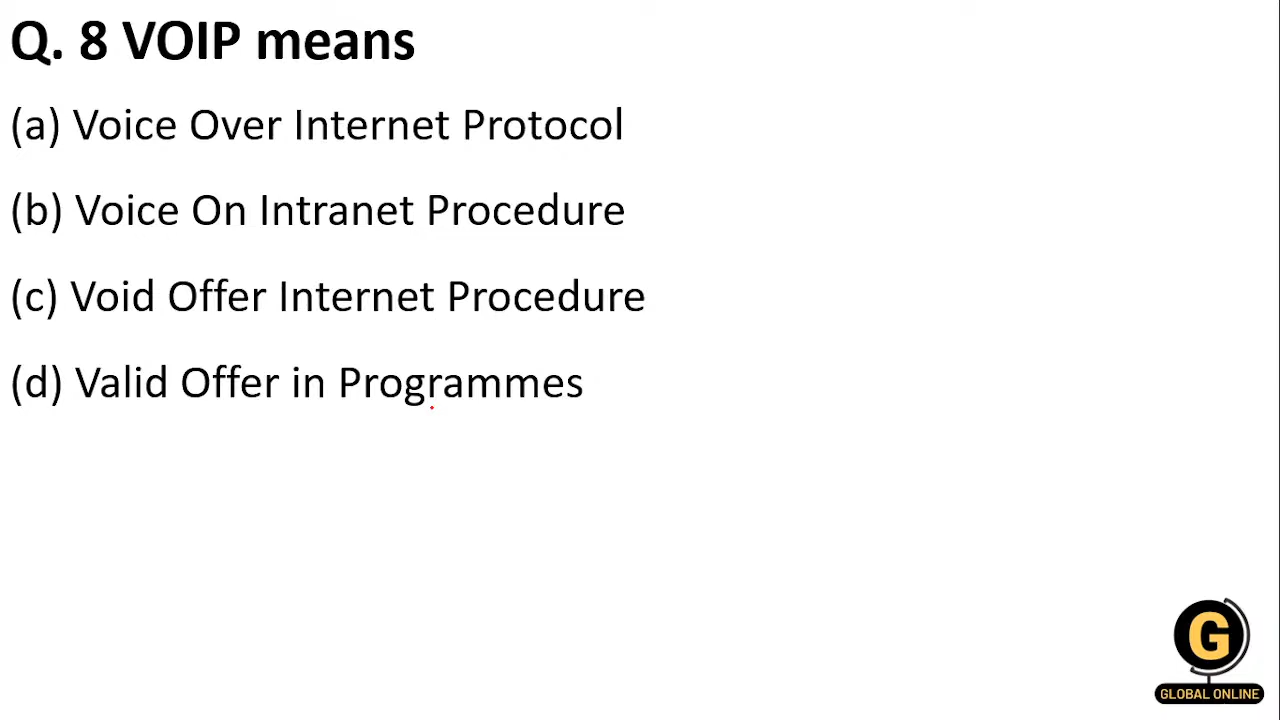 Q. 8 VOIP means
(a) Voice Over Internet Protocol
(b) Voice On Intranet Procedure
(c) Void Offer Internet Procedure
(d) Valid Offer in Programmes
G
GLOBAL ONLINE